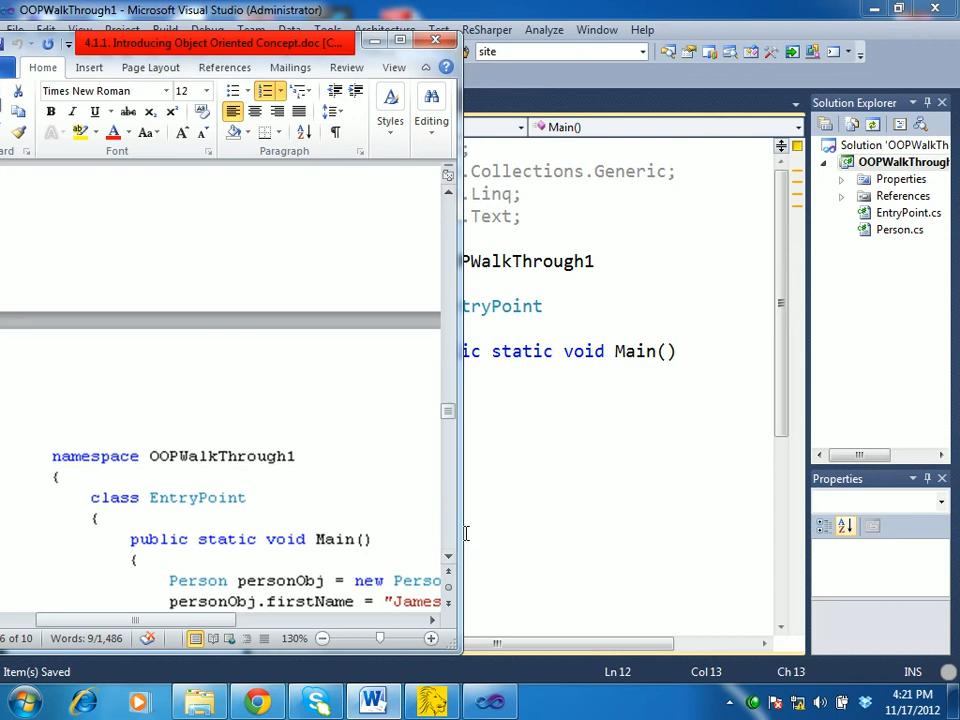 OOPWalkThrough1 - Microsoft Visual Studio (Administrator)
ReSharper Analyze Window Help
4.1.1. Introducing Object Oriented Concept.doc [C...
site
Home Insert Page Layout References Mailings Review View
Times New Roman 12
Styles Editing
Font Paragraph
Main()
Solution Explorer
Solution 'OOPWalkTh
OOPWalkThrough
Properties
References
EntryPoint.cs
Person.cs
;
.Collections.Generic;
.Linq;
.Text;
PWalkThrough1
tryPoint
ic static void Main()
namespace OOPWalkThrough1
{
class EntryPoint
{
public static void Main()
{
Person personObj = new Perso
personObj.firstName = "James
Properties
6 of 10 Words: 9/1,486 130%
Item(s) Saved Ln 12 Col 13 Ch 13 INS
4:21 PM
11/17/2012